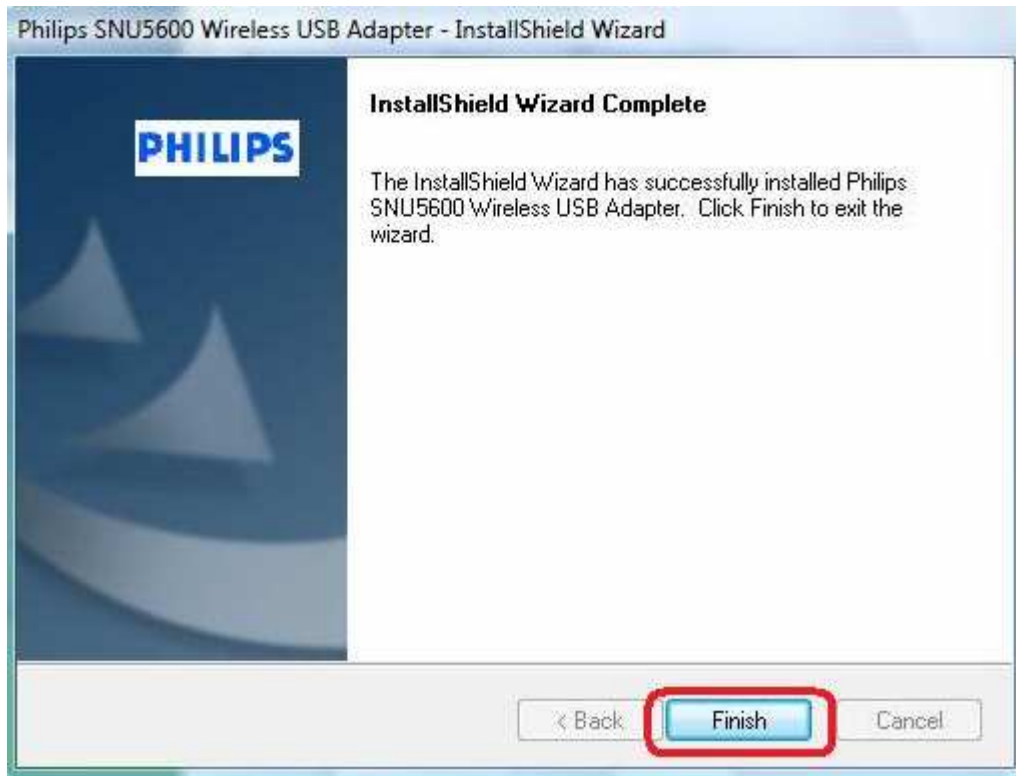 Philips SNU5600 Wireless USB Adapter - InstallShield Wizard
PHILIPS
InstallShield Wizard Complete
The InstallShield Wizard has successfully installed Philips
SNU5600 Wireless USB Adapter. Click Finish to exit the
wizard.
< Back
Finish
Cancel